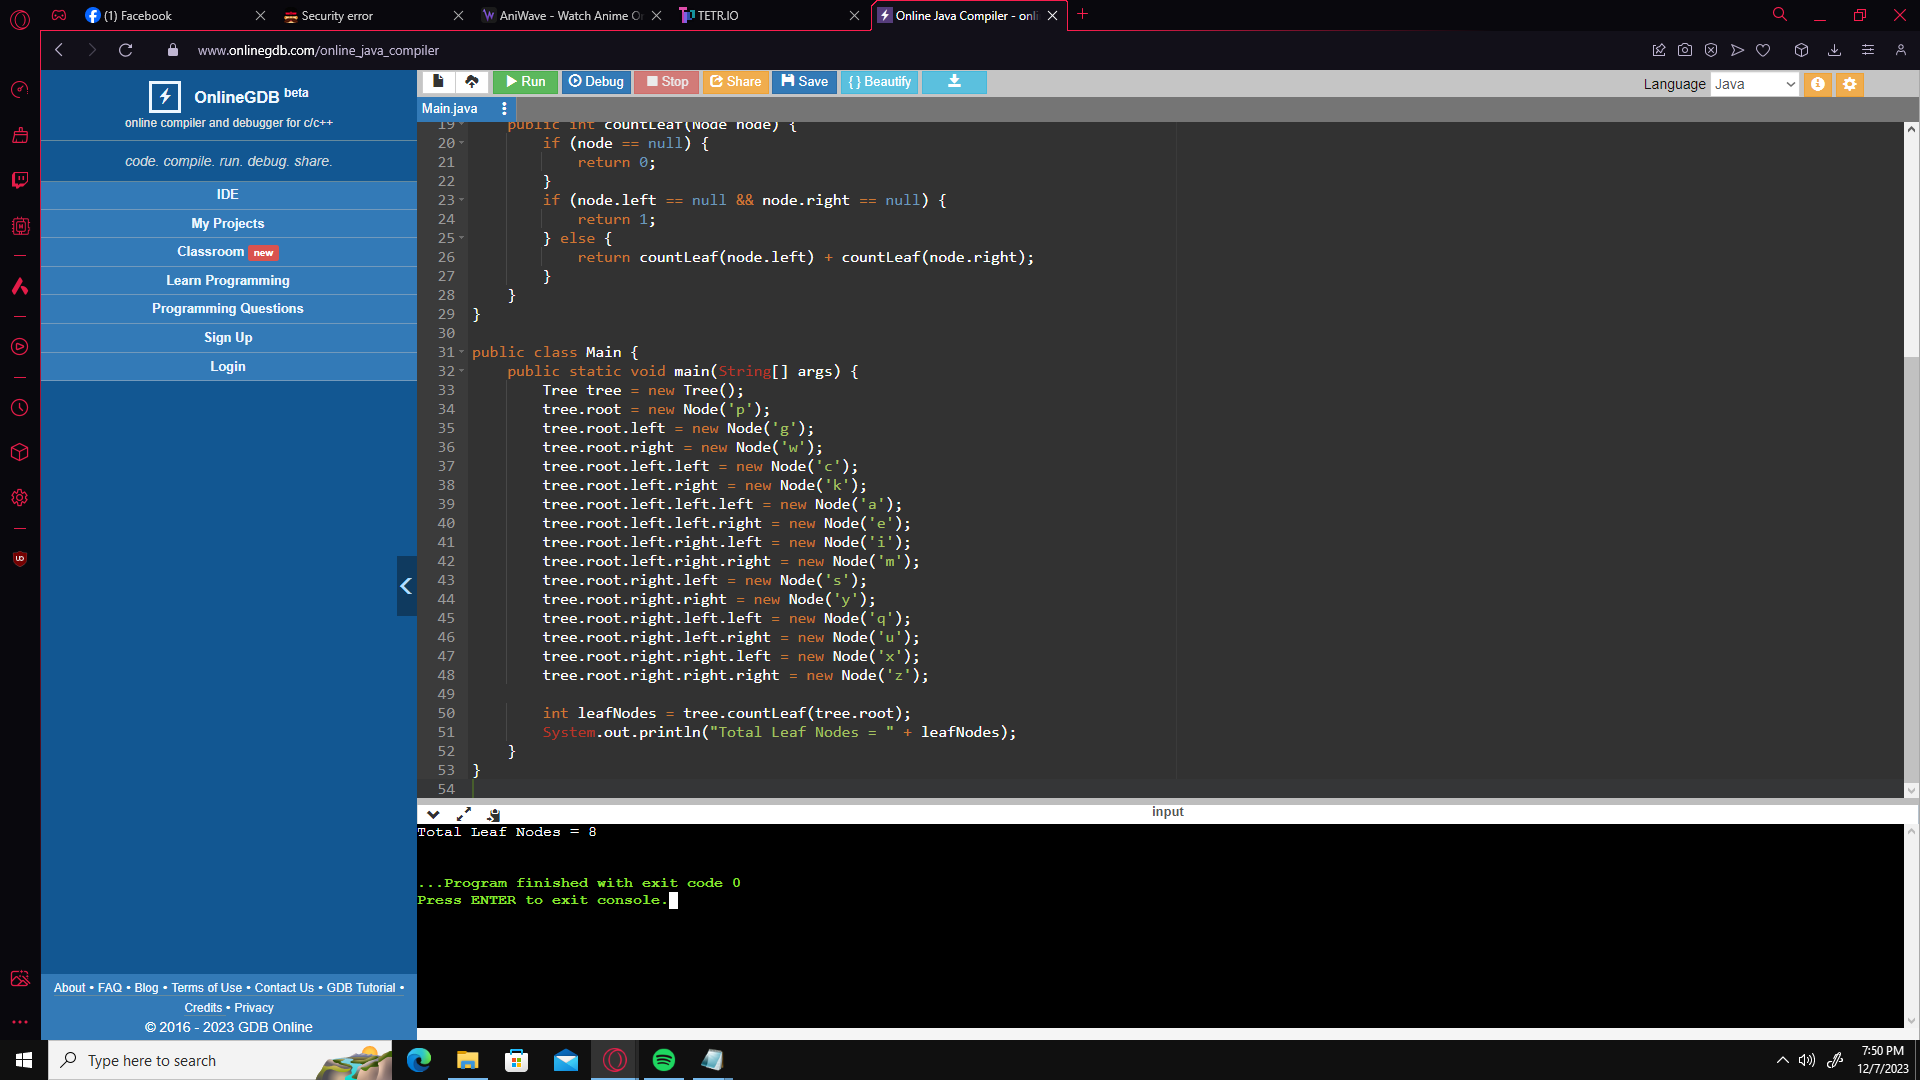 (1) Facebook
Security error
AniWave - Watch Anime O
TETR.IO
Online Java Compiler - onli
www.onlinegdb.com/online_java_compiler
OnlineGDB beta
online compiler and debugger for c/c++
code. compile. run. debug. share.
IDE
My Projects
Classroom new
Learn Programming
Programming Questions
Sign Up
Login
About • FAQ • Blog • Terms of Use • Contact Us • GDB Tutorial •
Credits • Privacy
© 2016 - 2023 GDB Online
Run Debug Stop Share Save { } Beautify
Language Java
Main.java
19 public int countLeaf(Node node) {
20 if (node == null) {
21 return 0;
22 }
23 if (node.left == null && node.right == null) {
24 return 1;
25 } else {
26 return countLeaf(node.left) + countLeaf(node.right);
27 }
28 }
29 }
30
31 public class Main {
32 public static void main(String[] args) {
33 Tree tree = new Tree();
34 tree.root = new Node('p');
35 tree.root.left = new Node('g');
36 tree.root.right = new Node('w');
37 tree.root.left.left = new Node('c');
38 tree.root.left.right = new Node('k');
39 tree.root.left.left.left = new Node('a');
40 tree.root.left.left.right = new Node('e');
41 tree.root.left.right.left = new Node('i');
42 tree.root.left.right.right = new Node('m');
43 tree.root.right.left = new Node('s');
44 tree.root.right.right = new Node('y');
45 tree.root.right.left.left = new Node('q');
46 tree.root.right.left.right = new Node('u');
47 tree.root.right.right.left = new Node('x');
48 tree.root.right.right.right = new Node('z');
49
50 int leafNodes = tree.countLeaf(tree.root);
51 System.out.println("Total Leaf Nodes = " + leafNodes);
52 }
53 }
54
input
Total Leaf Nodes = 8
...Program finished with exit code 0
Press ENTER to exit console.
Type here to search
7:50 PM
12/7/2023